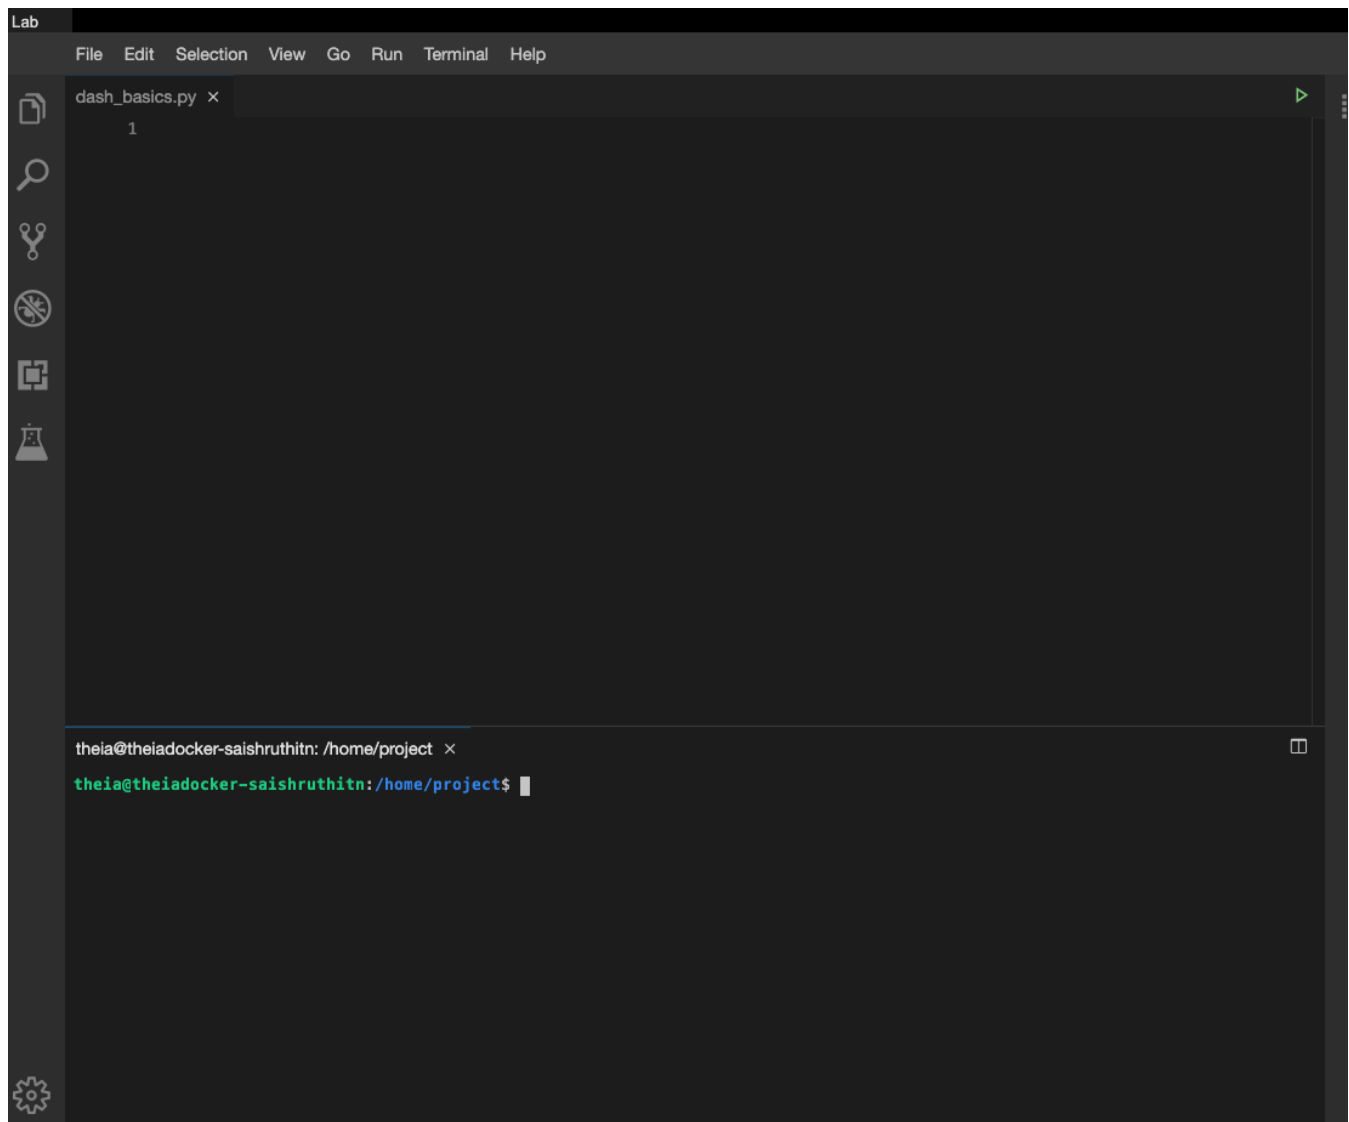 Lab
File Edit Selection View Go Run Terminal Help
dash_basics.py ×
1
theia@theiadocker-saishruthitn: /home/project ×
theia@theiadocker-saishruthitn:/home/project$